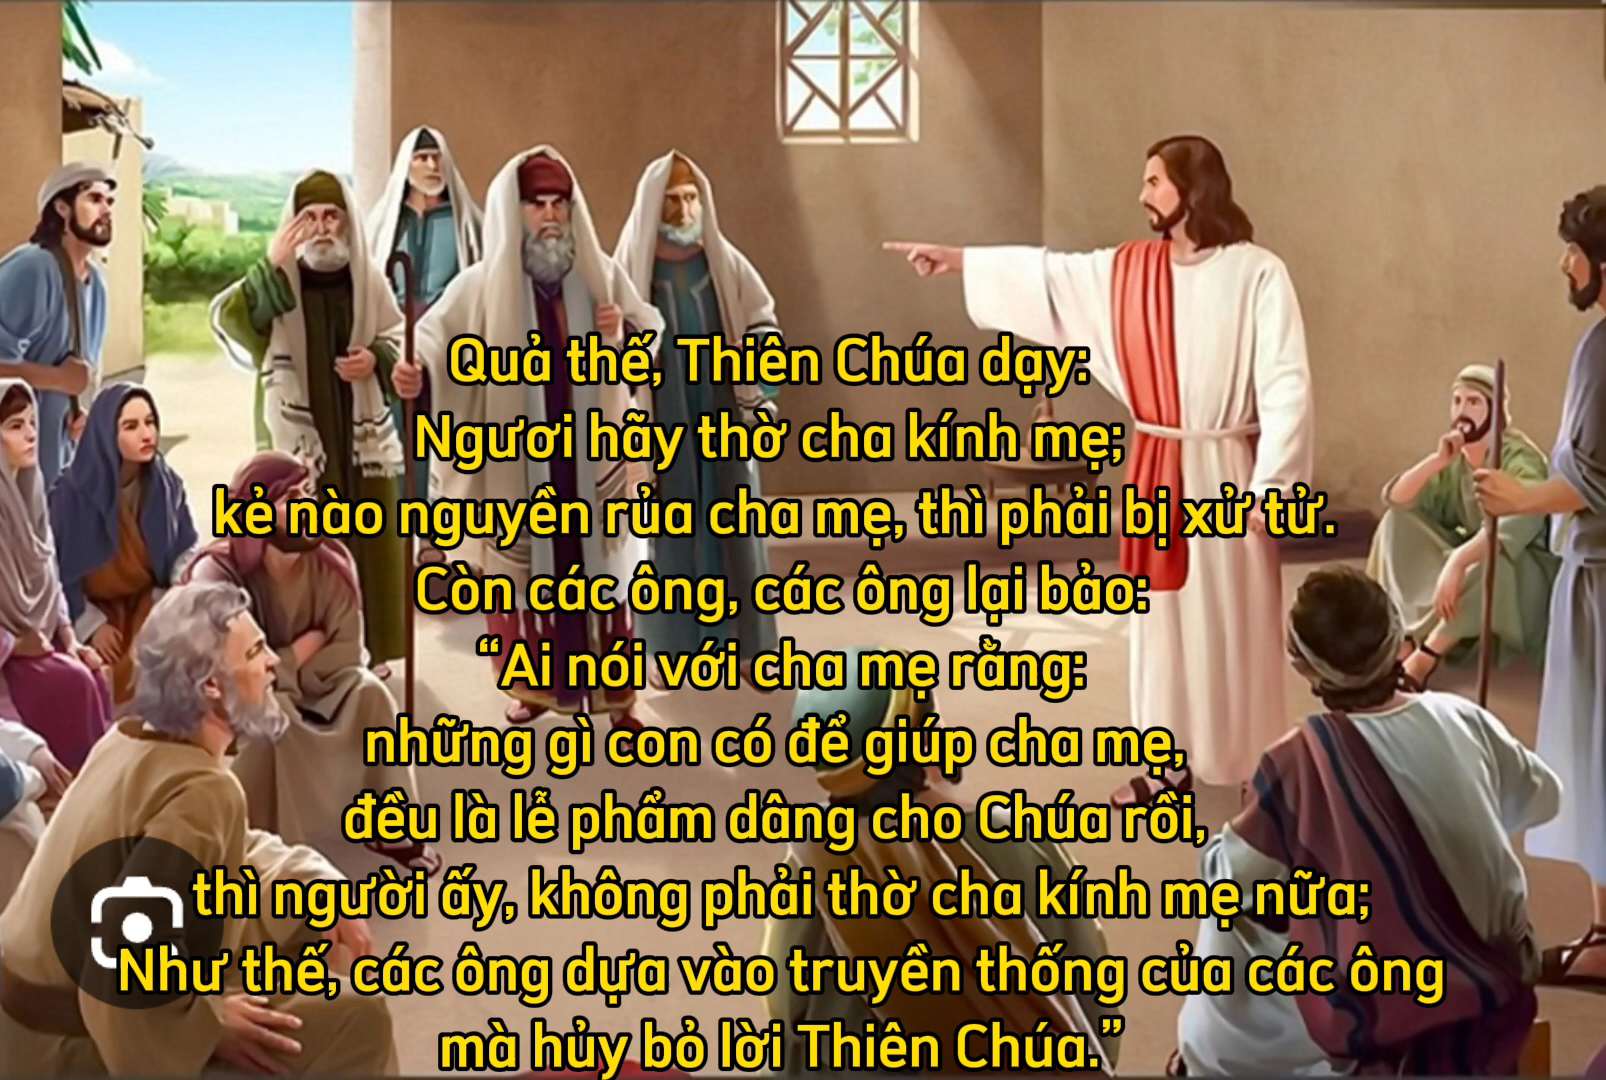 Quả thế, Thiên Chúa dạy:
Ngươi hãy thờ cha kính mẹ;
kẻ nào nguyền rủa cha mẹ, thì phải bị xử tử.
Còn các ông, các ông lại bảo:
“Ai nói với cha mẹ rằng:
những gì con có để giúp cha mẹ,
đều là lễ phẩm dâng cho Chúa rồi,
thì người ấy, không phải thờ cha kính mẹ nữa;
Như thế, các ông dựa vào truyền thống của các ông
mà hủy bỏ lời Thiên Chúa.”